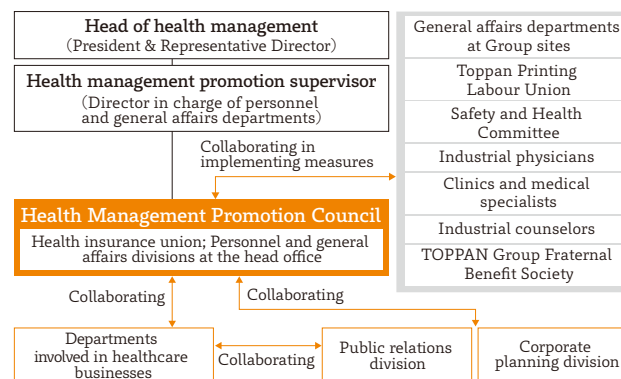 Head of health management
(President & Representative Director)
Health management promotion supervisor
(Director in charge of personnel
and general affairs departments)
Collaborating in
implementing measures
Health Management Promotion Council
Health insurance union; Personnel and general
affairs divisions at the head office
General affairs departments
at Group sites
Toppan Printing
Labour Union
Safety and Health
Committee
Industrial physicians
Clinics and medical
specialists
Industrial counselors
TOPPAN Group Fraternal
Benefit Society
Collaborating
Collaborating
Departments
involved in healthcare
businesses
Collaborating
Public relations
division
Corporate
planning division